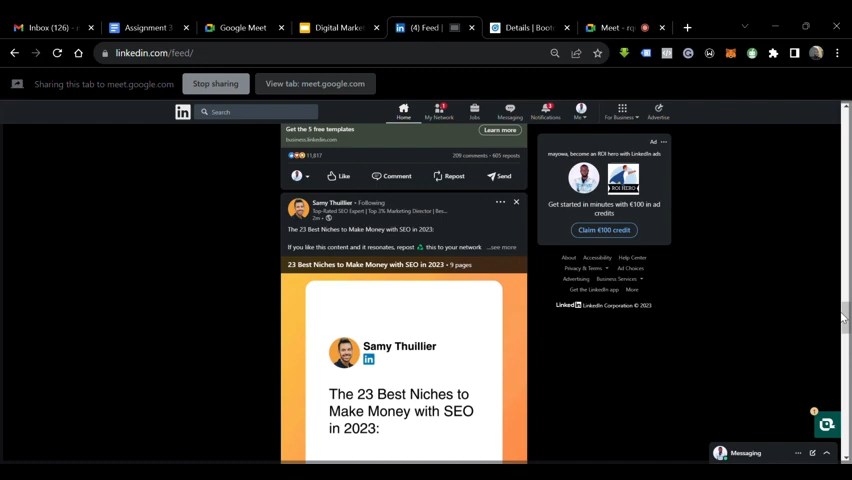 Inbox (126) - m
Assignment 3
Google Meet
Digital Market
(4) Feed |
Details | Boot
Meet - rq
linkedin.com/feed/
Sharing this tab to meet.google.com
Stop sharing
View tab: meet.google.com
in
Search
Home
My Network
Jobs
Messaging
Notifications
Me
For Business
Advertise
Get the 5 free templates
business.linkedin.com
Learn more
11,817
209 comments • 605 reposts
Like
Comment
Repost
Send
Samy Thuillier • Following
Top-Rated SEO Expert | Top 3% Marketing Director | Bes...
2m •
The 23 Best Niches to Make Money with SEO in 2023:
If you like this content and it resonates, repost this to your network ...see more
23 Best Niches to Make Money with SEO in 2023 • 9 pages
Samy Thuillier
in
The 23 Best Niches to
Make Money with SEO
in 2023:
Ad
mayowa, become an ROI hero with LinkedIn ads
ROI HERO
Get started in minutes with €100 in ad
credits
Claim €100 credit
About Accessibility Help Center
Privacy & Terms Ad Choices
Advertising Business Services
Get the LinkedIn app More
LinkedIn LinkedIn Corporation © 2023
1
Messaging